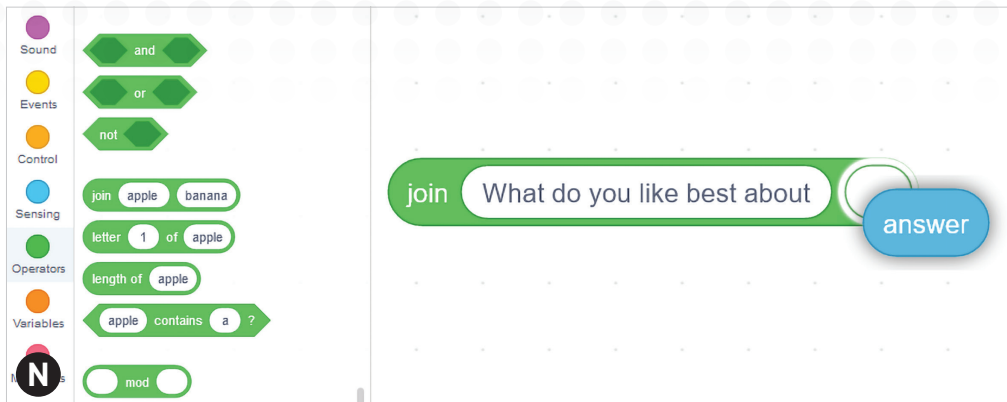 Sound
Events
Control
Sensing
Operators
Variables
N
and
or
not
join apple banana
letter 1 of apple
length of apple
apple contains a ?
mod
join What do you like best about
answer